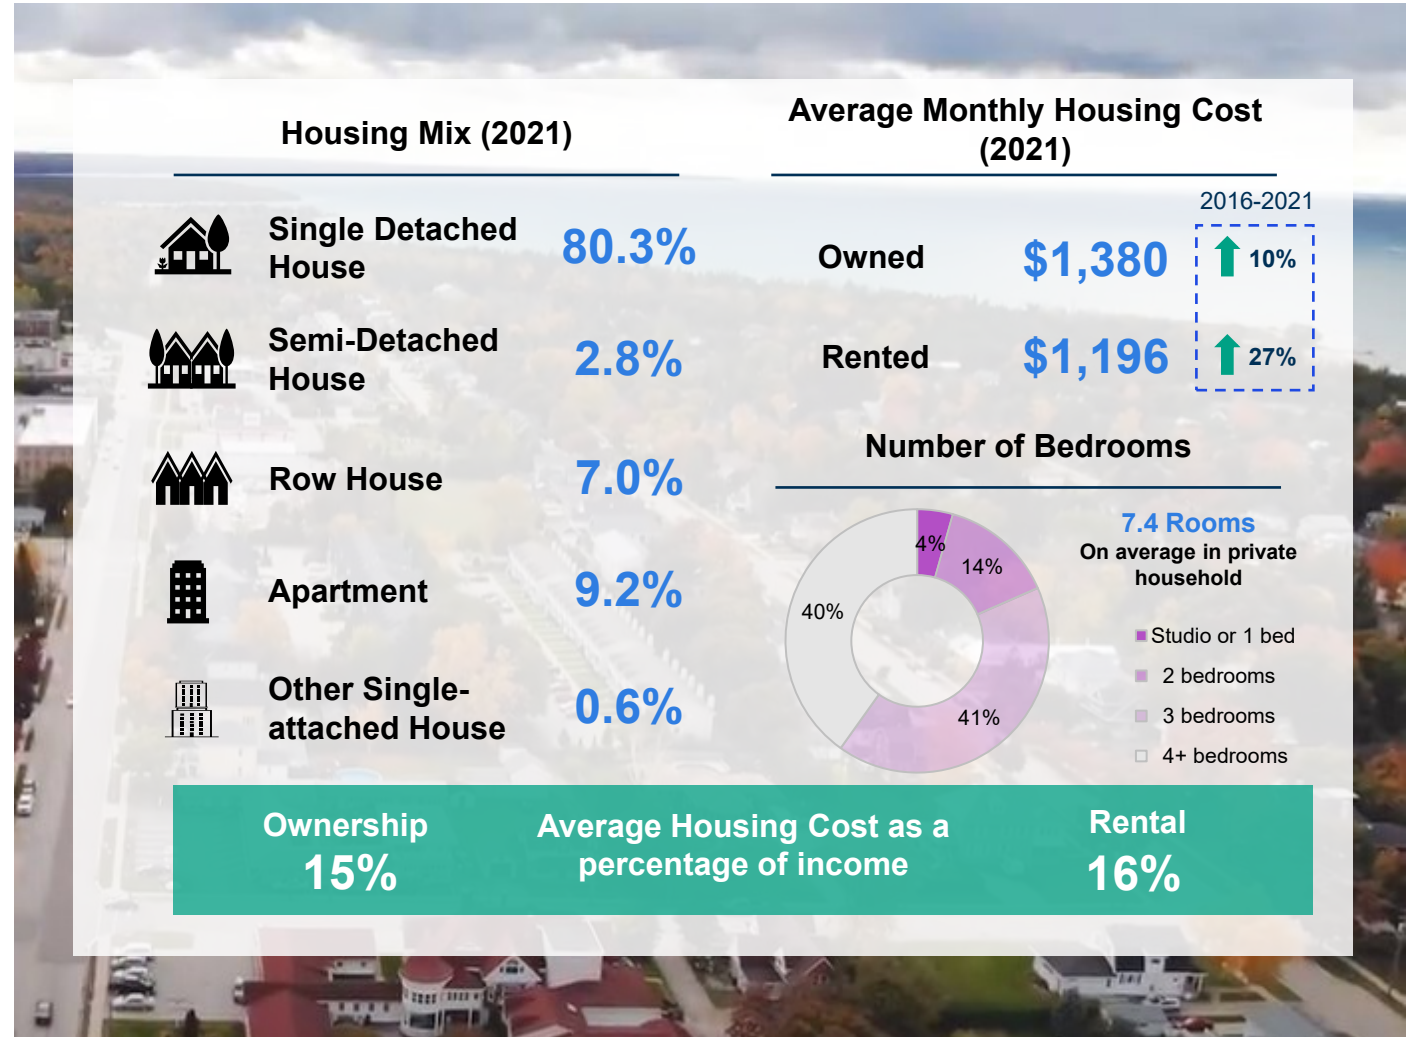 Housing Mix (2021)
Single Detached
House
80.3%
Semi-Detached
House
2.8%
Row House
7.0%
Apartment
9.2%
Other Single-
attached House
0.6%
Average Monthly Housing Cost
(2021)
2016-2021
Owned
$1,380
10%
Rented
$1,196
27%
Number of Bedrooms
4%
14%
41%
40%
7.4 Rooms
On average in private
household
Studio or 1 bed
2 bedrooms
3 bedrooms
4+ bedrooms
Ownership
15%
Average Housing Cost as a
percentage of income
Rental
16%